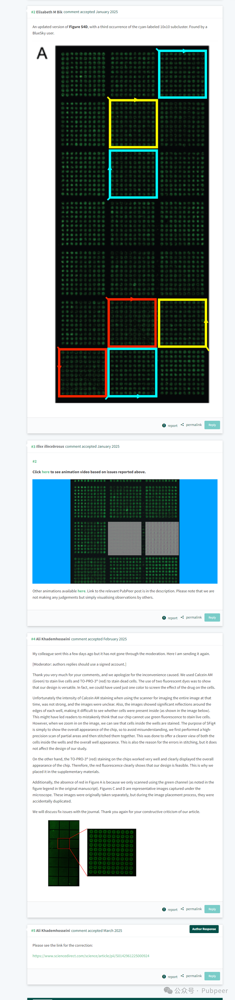 #2 Elisabeth M Bik comment accepted January 2025
An updated version of Figure S4D, with a third occurrence of the cyan-labeled 10x10 subcluster. Found by a
BlueSky user.
A
report permalink Reply
#3 Illex illecebrosus comment accepted January 2025
#2
Click here to see animation video based on issues reported above.
Other animations available here. Link to the relevant PubPeer post is in the description. Please note that we are
not making any judgements but simply visualising observations by others.
report permalink Reply
#4 Ali Khademhosseini comment accepted February 2025
My colleague sent this a few days ago but it has not gone through the moderation. Here I am sending it again.
[Moderator: authors replies should use a signed account.]
Thank you very much for your comments, and we apologize for the inconvenience caused. We used Calcein AM
(Green) to stain live cells and TO-PRO-3® (red) to stain dead cells. The use of two fluorescent dyes was to show
that our design is versatile. In fact, we could have used just one color to screen the effect of the drug on the cells.
Unfortunately the intensity of Calcein AM staining when using the scanner for imaging the entire image at that
time, was not strong, and the images were unclear. Also, the images showed significant reflections around the
edges of each well, making it difficult to see whether cells were present inside (as shown in the image below).
This might have led readers to mistakenly think that our chip cannot use green fluorescence to stain live cells.
However, when we zoom in on the image, we can see that cells inside the wells are stained. The purpose of SFig4
is simply to show the overall appearance of the chip, so to avoid misunderstanding, we first performed a high-
precision scan of partial areas and then stitched them together. This was done to offer a clearer view of both the
cells inside the wells and the overall well appearance. This is also the reason for the errors in stitching, but it does
not affect the design of our study.
On the other hand, the TO-PRO-3® (red) staining on the chips worked very well and clearly displayed the overall
appearance of the chip. Therefore, the red fluorescence clearly shows that our design is feasible. This is why we
placed it in the supplementary materials.
Additionally, the absence of red in Figure A is because we only scanned using the green channel (as noted in the
figure legend in the original manuscript). Figures C and D are representative images captured under the
microscope. These images were originally taken separately, but during the image placement process, they were
accidentally duplicated.
We will discuss fix issues with the journal. Thank you again for your constructive criticism of our article.
report permalink Reply
#5 Ali Khademhosseini comment accepted March 2025
Author Response
Please see the link for the correction:
https://www.sciencedirect.com/science/article/pii/S0142961225000924
report permalink Reply
公众号 · Pubpeer